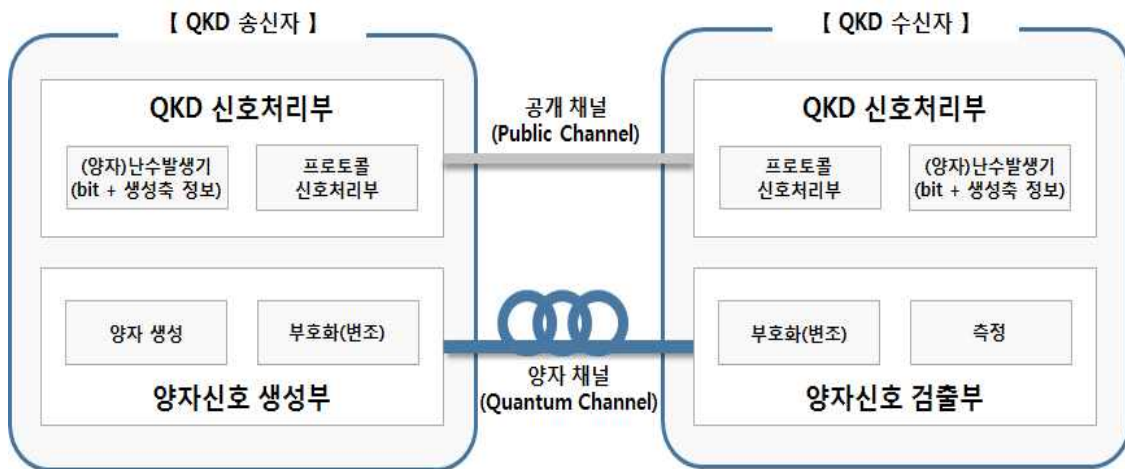 【 QKD 송신자 】
QKD 신호처리부
(양자)난수발생기
(bit + 생성축 정보)
프로토콜
신호처리부
양자 생성
부호화(변조)
양자신호 생성부
공개 채널
(Public Channel)
양자 채널
(Quantum Channel)
【 QKD 수신자 】
QKD 신호처리부
프로토콜
신호처리부
(양자)난수발생기
(bit + 생성축 정보)
부호화(변조)
측정
양자신호 검출부